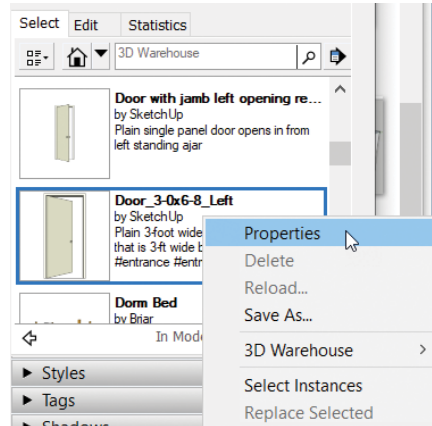 Select Edit Statistics
3D Warehouse
Door with jamb left opening re...
by SketchUp
Plain single panel door opens in from
left standing ajar
Door_3-0x6-8_Left
by SketchUp
Plain 3-foot wide
that is 3-ft wide b
#entrance #entr
Properties
Delete
Reload...
Save As...
3D Warehouse
Select Instances
Replace Selected
Dorm Bed
by Briar
In Mode
Styles
Tags
Shadows